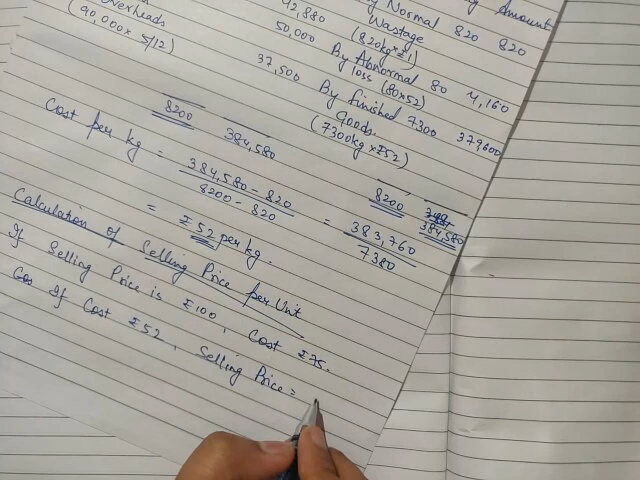 Amount
42,880
By Normal 820 820
Wastage
(820kg×₹1)
Overheads 50,000
(90,000× 5/12) 37,500
By Abnormal 80 4,160
loss (80×52)
By finished 7300 379600
Goods
(7300kg ×₹52)
8200 384,580
8200 384,580
Cost per kg = 384,580 - 820 = 383,760
8200 - 820 7380
= ₹52 per kg.
Calculation of Selling Price per Unit
If Selling Price is ₹100, Cost ₹75.
Cos If Cost ₹52, Selling Price =